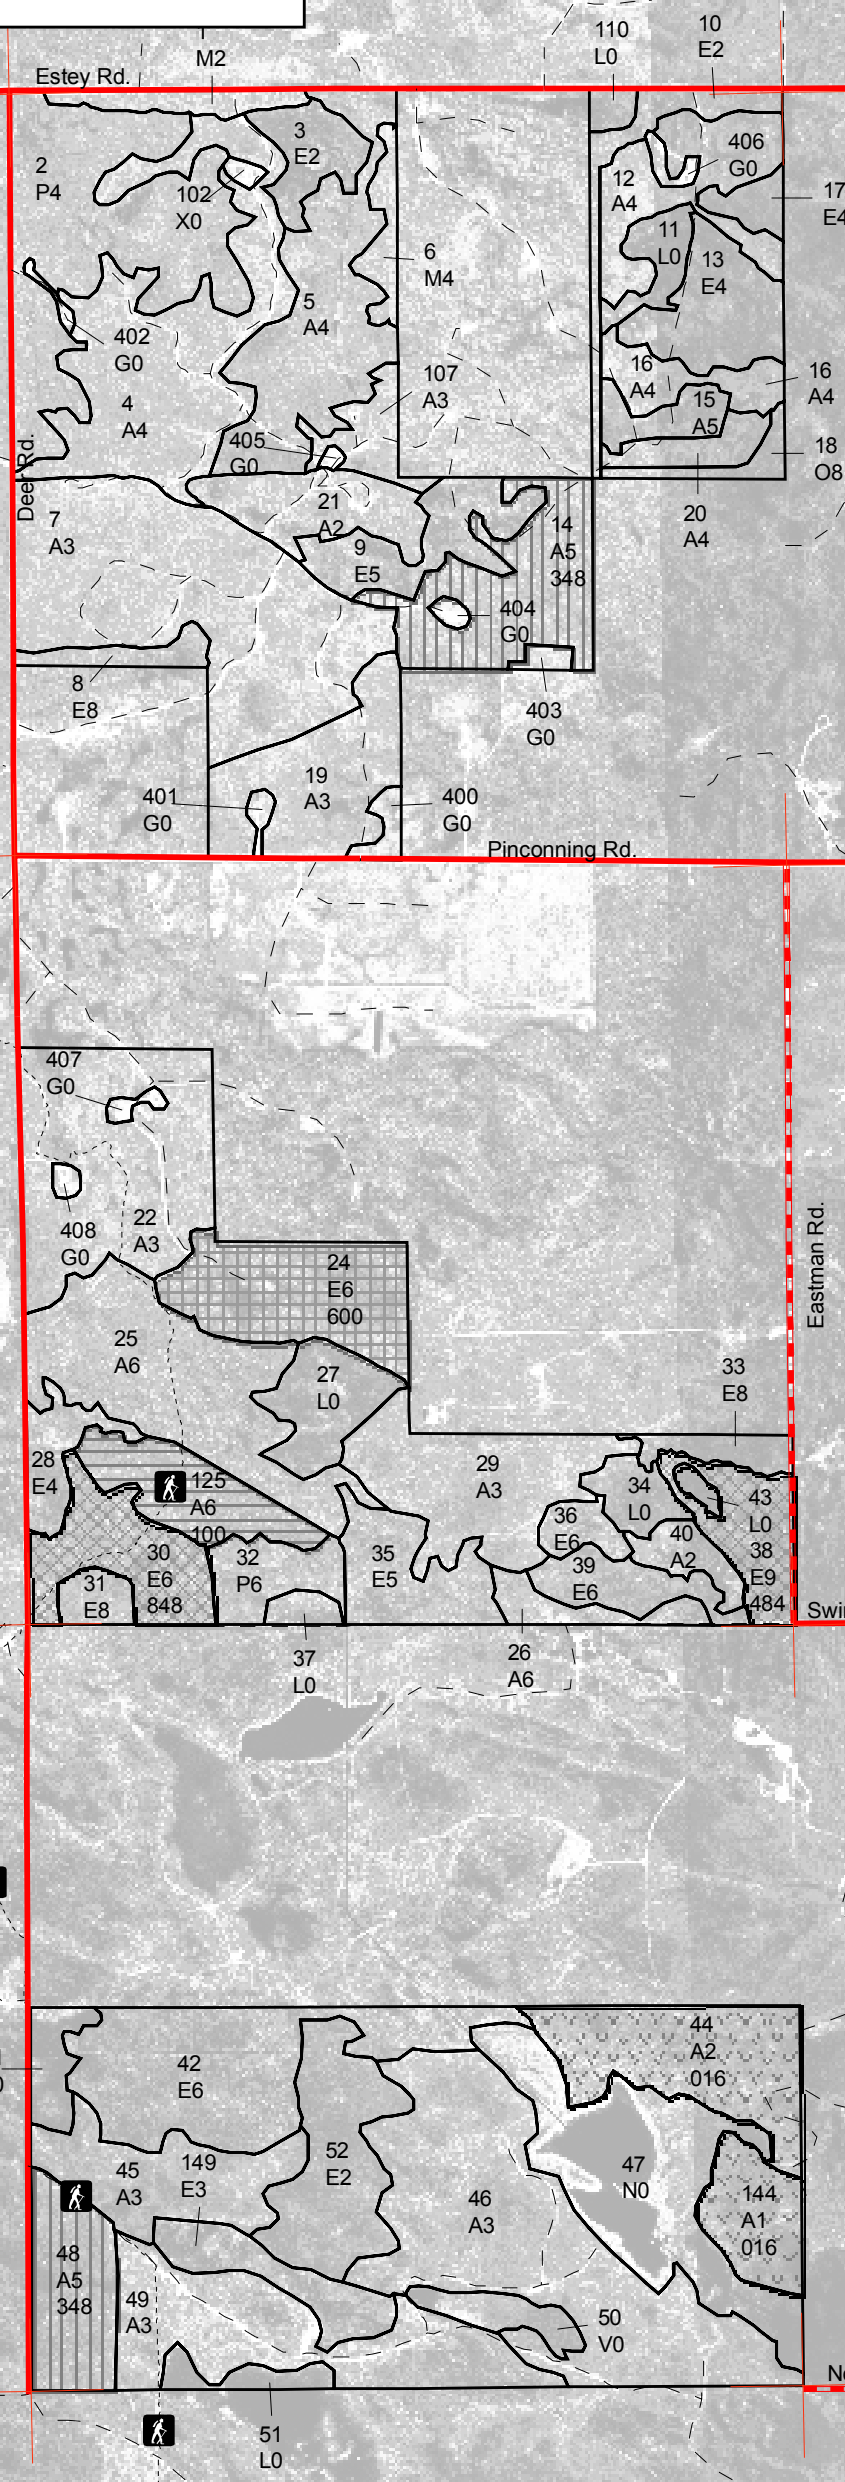 110
L0
10
E2
M2
Estey Rd.
3
E2
406
G0
2
P4
102
X0
12
A4
17
E4
11
L0
13
E4
6
M4
5
A4
402
G0
107
A3
16
A4
16
A4
4
A4
15
A5
405
G0
18
O8
Deer Rd.
21
A2
20
A4
7
A3
14
A5
348
9
E5
404
G0
8
E8
403
G0
19
A3
401
G0
400
G0
Pinconning Rd.
407
G0
408
G0
22
A3
Eastman Rd.
24
E6
600
25
A6
27
L0
33
E8
28
E4
29
A3
125
A6
100
34
L0
43
L0
36
E6
40
A2
30
E6
848
32
P6
35
E5
38
E9
484
31
E8
39
E6
Swi
37
L0
26
A6
44
A2
016
42
E6
52
E2
45
A3
149
E3
47
N0
46
A3
144
A1
016
48
A5
348
49
A3
50
V0
51
L0